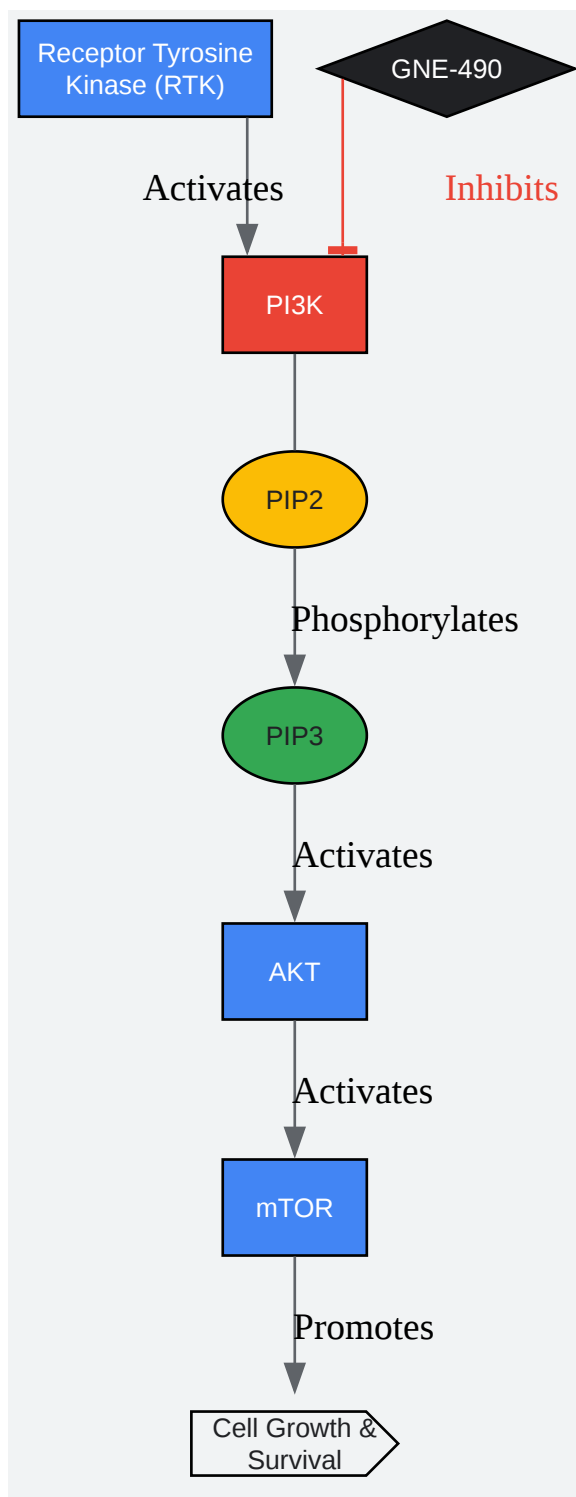 Receptor Tyrosine
Kinase (RTK)
GNE-490
Activates
Inhibits
PI3K
PIP2
Phosphorylates
PIP3
Activates
AKT
Activates
mTOR
Promotes
Cell Growth &
Survival